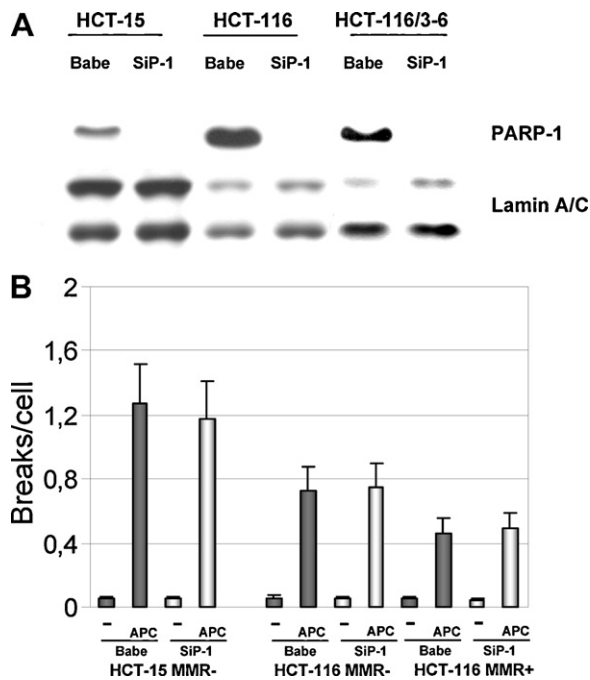 A
HCT-15 HCT-116 HCT-116/3-6
Babe SiP-1 Babe SiP-1 Babe SiP-1
PARP-1
Lamin A/C
B
Breaks/cell
2
1,6
1,2
0,8
0,4
0
- APC - APC - APC - APC - APC - APC
Babe SiP-1 Babe SiP-1 Babe SiP-1
HCT-15 MMR- HCT-116 MMR- HCT-116 MMR+